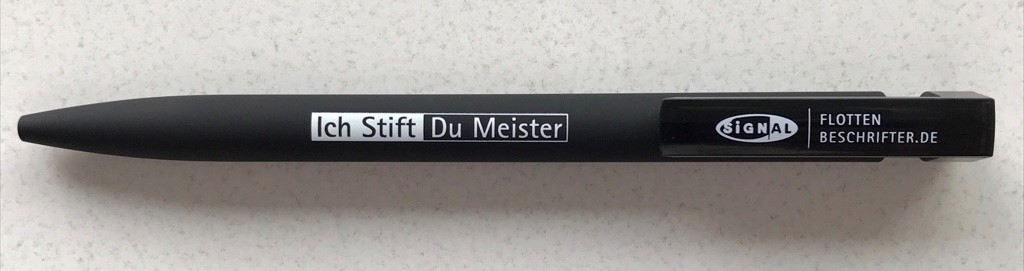 Ich Stift Du Meister
SiGNAL
FLOTTEN
BESCHRIFTER.DE